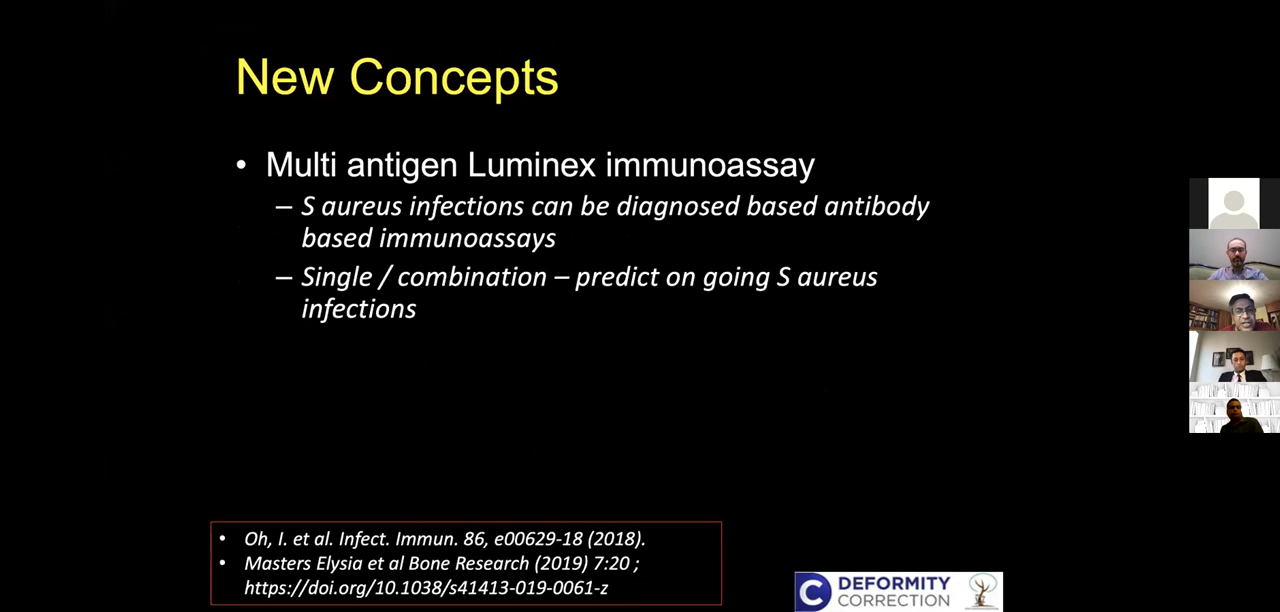 New Concepts
• Multi antigen Luminex immunoassay
– S aureus infections can be diagnosed based antibody
based immunoassays
– Single / combination – predict on going S aureus
infections
• Oh, I. et al. Infect. Immun. 86, e00629-18 (2018).
• Masters Elysia et al Bone Research (2019) 7:20 ;
https://doi.org/10.1038/s41413-019-0061-z
C DEFORMITY
CORRECTION